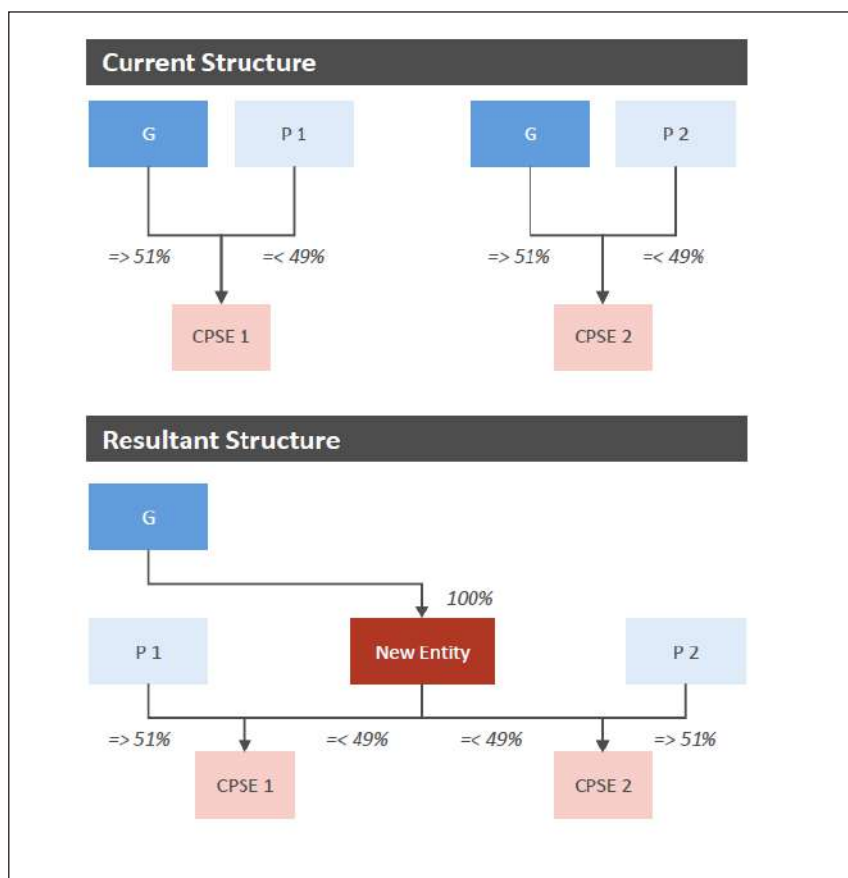 Current Structure
G
P 1
G
P 2
=> 51%
=< 49%
=> 51%
=< 49%
CPSE 1
CPSE 2
Resultant Structure
G
100%
P 1
New Entity
P 2
=> 51%
=< 49%
=< 49%
=> 51%
CPSE 1
CPSE 2